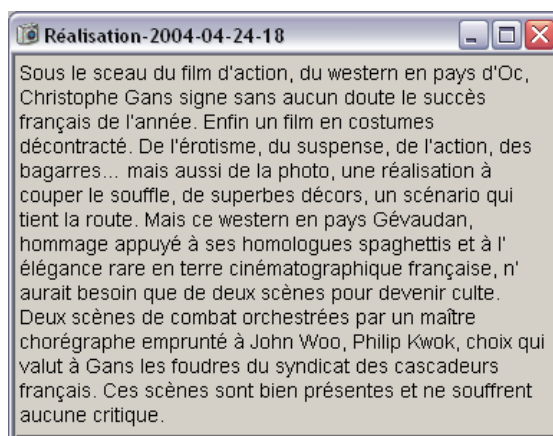 Réalisation-2004-04-24-18
Sous le sceau du film d'action, du western en pays d'Oc,
Christophe Gans signe sans aucun doute le succès
français de l'année. Enfin un film en costumes
décontracté. De l'érotisme, du suspense, de l'action, des
bagarres... mais aussi de la photo, une réalisation à
couper le souffle, de superbes décors, un scénario qui
tient la route. Mais ce western en pays Gévaudan,
hommage appuyé à ses homologues spaghettis et à l'
élégance rare en terre cinématographique française, n'
aurait besoin que de deux scènes pour devenir culte.
Deux scènes de combat orchestrées par un maître
chorégraphe emprunté à John Woo, Philip Kwok, choix qui
valut à Gans les foudres du syndicat des cascadeurs
français. Ces scènes sont bien présentes et ne souffrent
aucune critique.